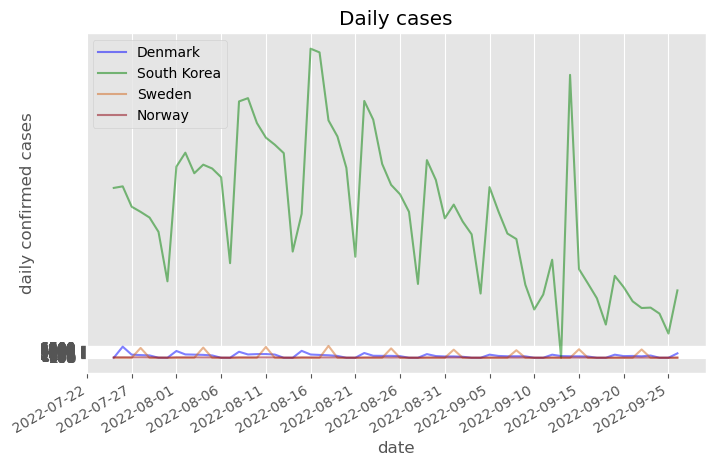 Daily cases
Denmark
South Korea
Sweden
Norway
daily confirmed cases
2022-07-22
2022-07-27
2022-08-01
2022-08-06
2022-08-11
2022-08-16
2022-08-21
2022-08-26
2022-08-31
2022-09-05
2022-09-10
2022-09-15
2022-09-20
2022-09-25
date